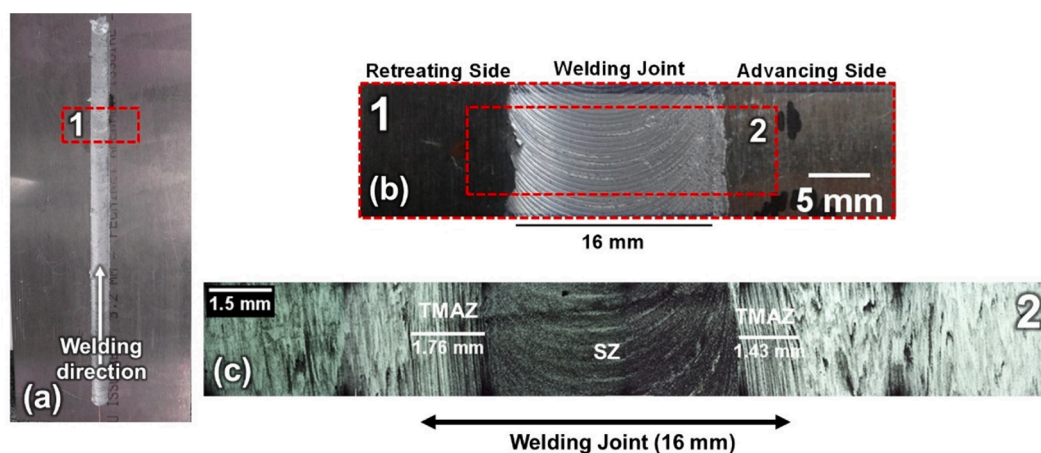 1
Welding
direction
(a)
Retreating Side Welding Joint Advancing Side
1
2
(b)
5 mm
16 mm
1.5 mm
TMAZ
1.76 mm
SZ
TMAZ
1.43 mm
2
(c)
Welding Joint (16 mm)